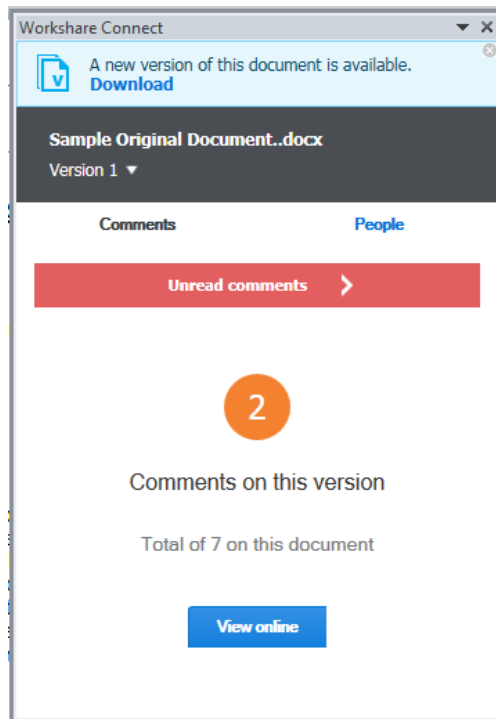 Workshare Connect
A new version of this document is available.
Download
Sample Original Document..docx
Version 1
Comments People
Unread comments
2
Comments on this version
Total of 7 on this document
View online